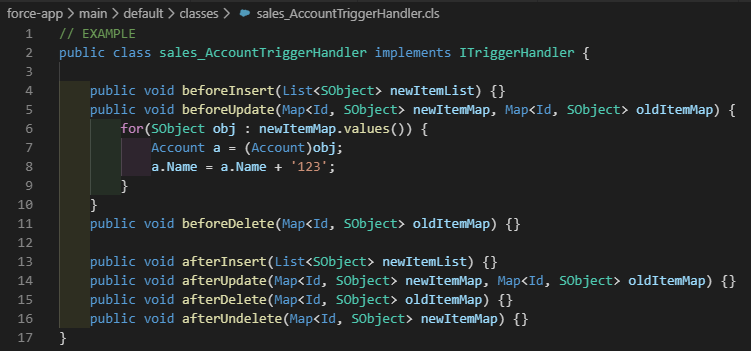 force-app > main > default > classes > sales_AccountTriggerHandler.cls
1 // EXAMPLE
2 public class sales_AccountTriggerHandler implements ITriggerHandler {
3
4     public void beforeInsert(List<SObject> newItemList) {}
5     public void beforeUpdate(Map<Id, SObject> newItemMap, Map<Id, SObject> oldItemMap) {
6         for(SObject obj : newItemMap.values()) {
7             Account a = (Account)obj;
8             a.Name = a.Name + '123';
9         }
10     }
11     public void beforeDelete(Map<Id, SObject> oldItemMap) {}
12
13     public void afterInsert(List<SObject> newItemList) {}
14     public void afterUpdate(Map<Id, SObject> newItemMap, Map<Id, SObject> oldItemMap) {}
15     public void afterDelete(Map<Id, SObject> oldItemMap) {}
16     public void afterUndelete(Map<Id, SObject> newItemMap) {}
17 }